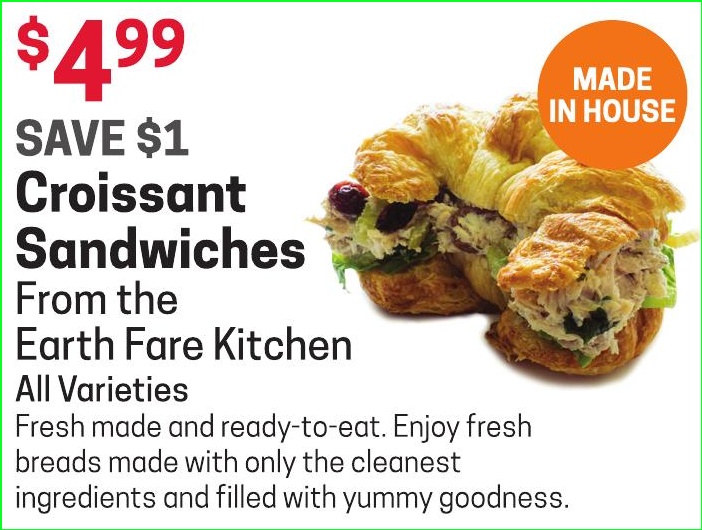 $4.99
SAVE $1
Croissant
Sandwiches
From the
Earth Fare Kitchen
All Varieties
Fresh made and ready-to-eat. Enjoy fresh
breads made with only the cleanest
ingredients and filled with yummy goodness.
MADE
IN HOUSE